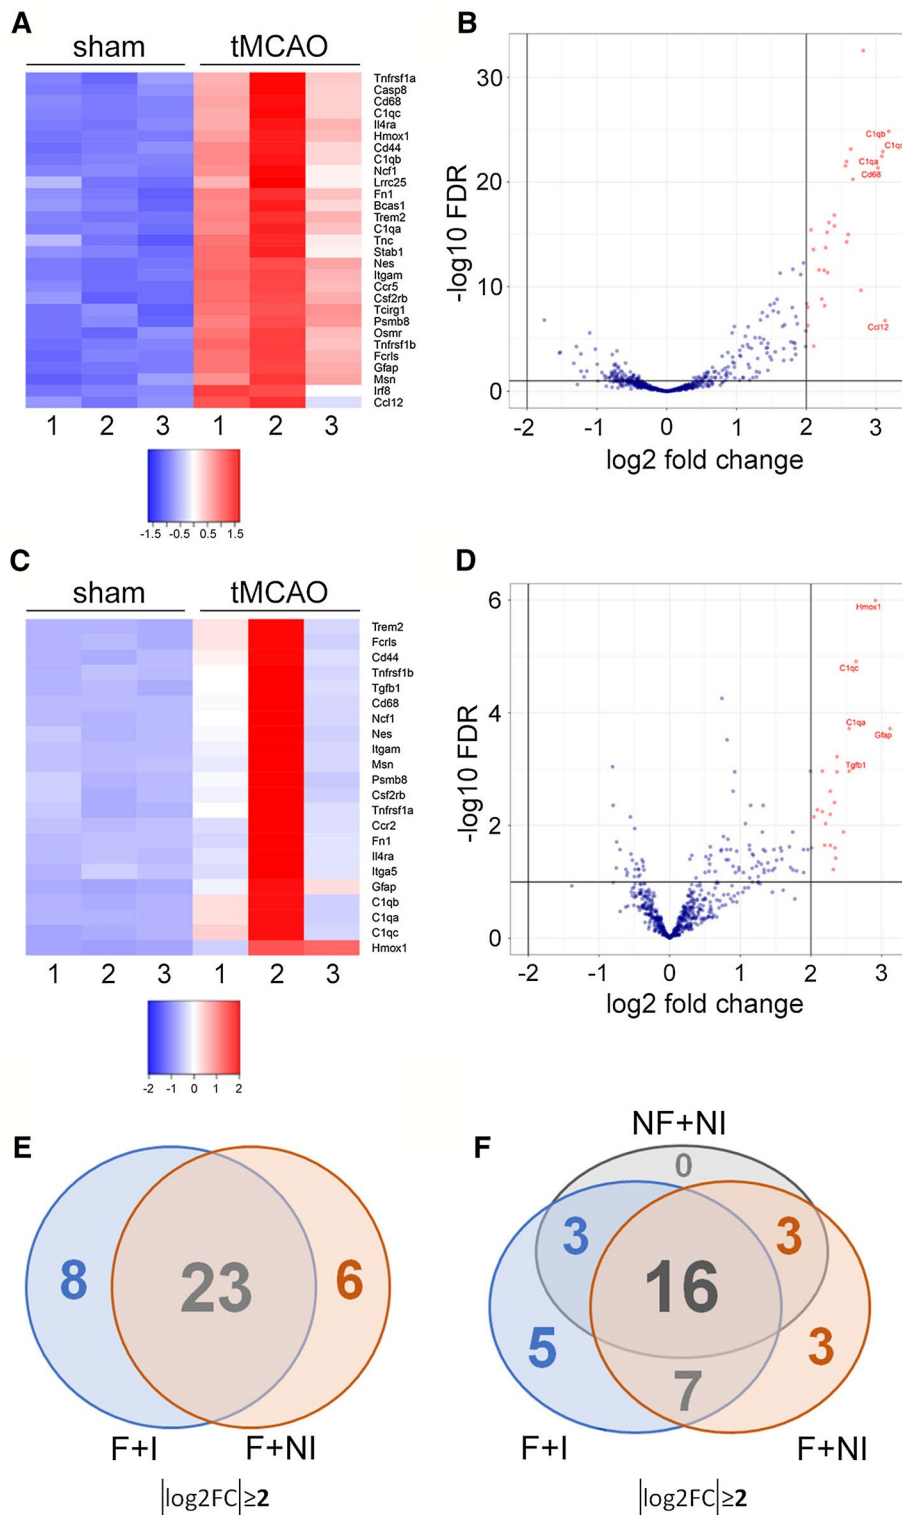 A
sham tMCAO
Tnfrsf1a
Casp8
Cd68
C1qc
Il4ra
Hmox1
Cd44
C1qb
Ncf1
Lrrc25
Fn1
Bcas1
Trem2
C1qa
Tnc
Stab1
Nes
Itgam
Ccr5
Csf2rb
Tcirg1
Psmb8
Osmr
Tnfrsf1b
Fcrls
Gfap
Msn
Irf8
Ccl12
1 2 3 1 2 3
-1.5 -0.5 0.5 1.5
B
-log10 FDR
30
20
10
0
C1qb
C1qc
C1qa
Cd68
Ccl12
-2 -1 0 1 2 3
log2 fold change
C
sham tMCAO
Trem2
Fcrls
Cd44
Tnfrsf1b
Tgfb1
Cd68
Ncf1
Nes
Itgam
Msn
Psmb8
Csf2rb
Tnfrsf1a
Ccr2
Fn1
Il4ra
Itga5
Gfap
C1qb
C1qa
C1qc
Hmox1
1 2 3 1 2 3
-2 -1 0 1 2
D
-log10 FDR
6
4
2
0
Hmox1
C1qc
C1qa
Gfap
Tgfb1
-2 -1 0 1 2 3
log2 fold change
E
8 23 6
F+I F+NI
|log2FC|≥2
F
NF+NI
0
3 3
16
5 3
7
F+I F+NI
|log2FC|≥2